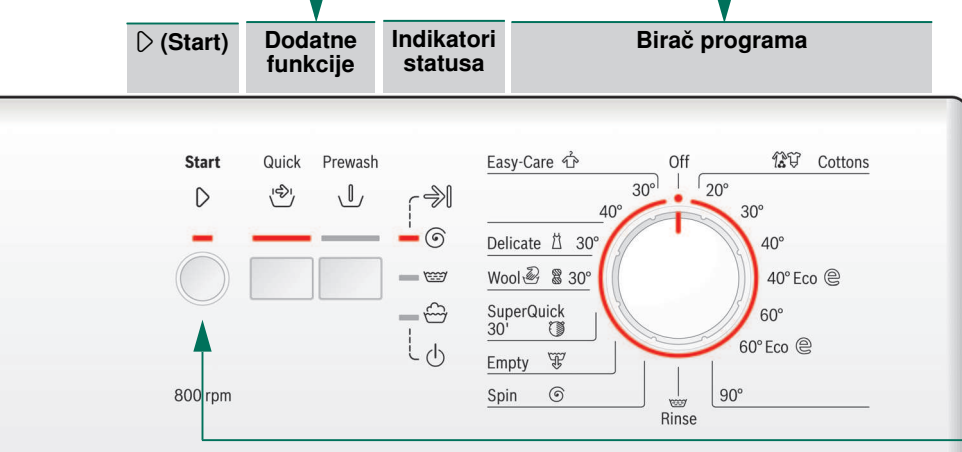 (Start)
Dodatne
funkcije
Indikatori
statusa
Birač programa
Start
Quick
Prewash
800 rpm
Easy-Care
30°
40°
Delicate 30°
Wool 30°
SuperQuick
30'
Empty
Spin
Off
Cottons
20°
30°
40°
40° Eco
60°
60° Eco
90°
Rinse